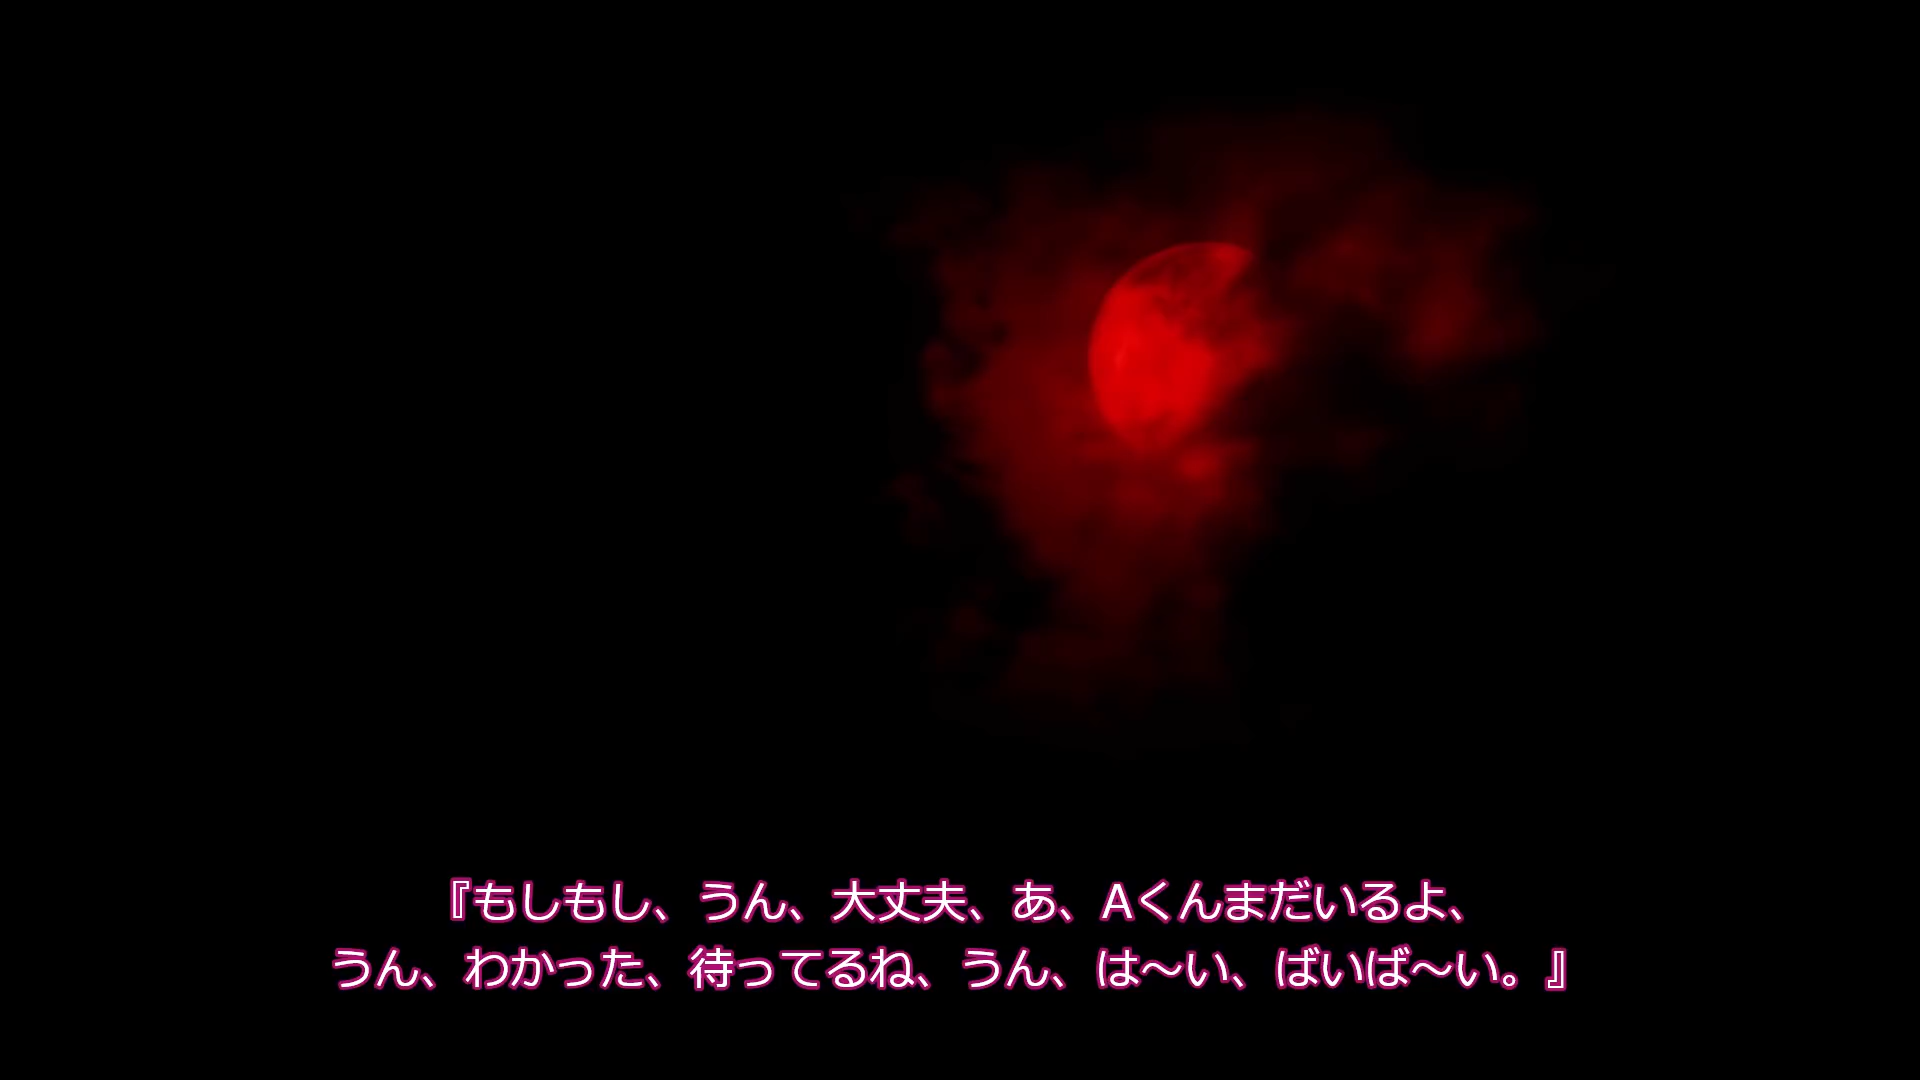 『もしもし、うん、大丈夫、あ、Aくんまだいるよ、
うん、わかった、待ってるね、うん、は～い、ばいば～い。』